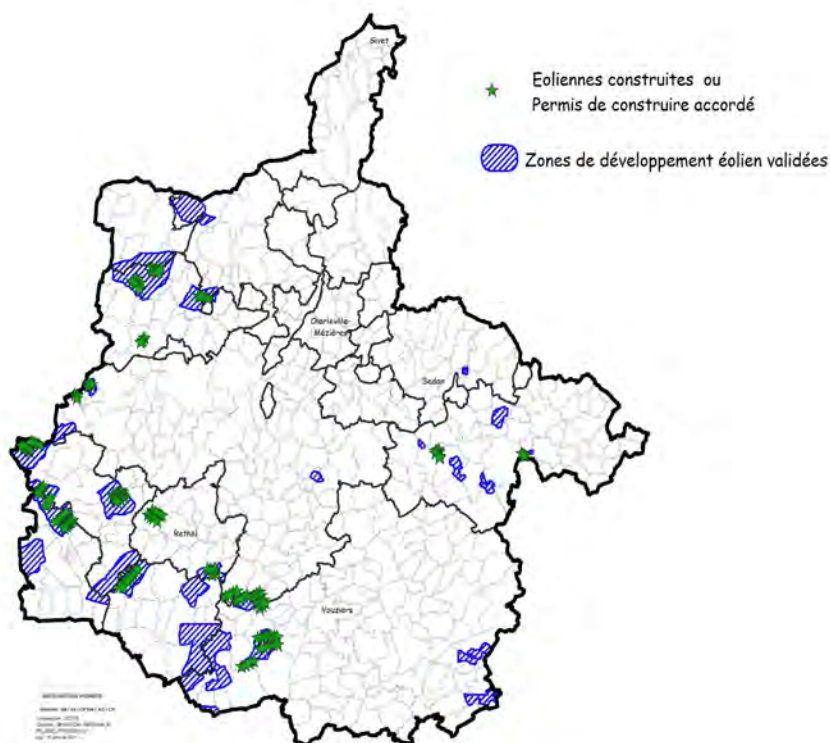 Givet
Eoliennes construites ou
Permis de construire accordé
Zones de développement éolien validées
Charleville-
Mézières
Sedan
Rethel
Vouziers